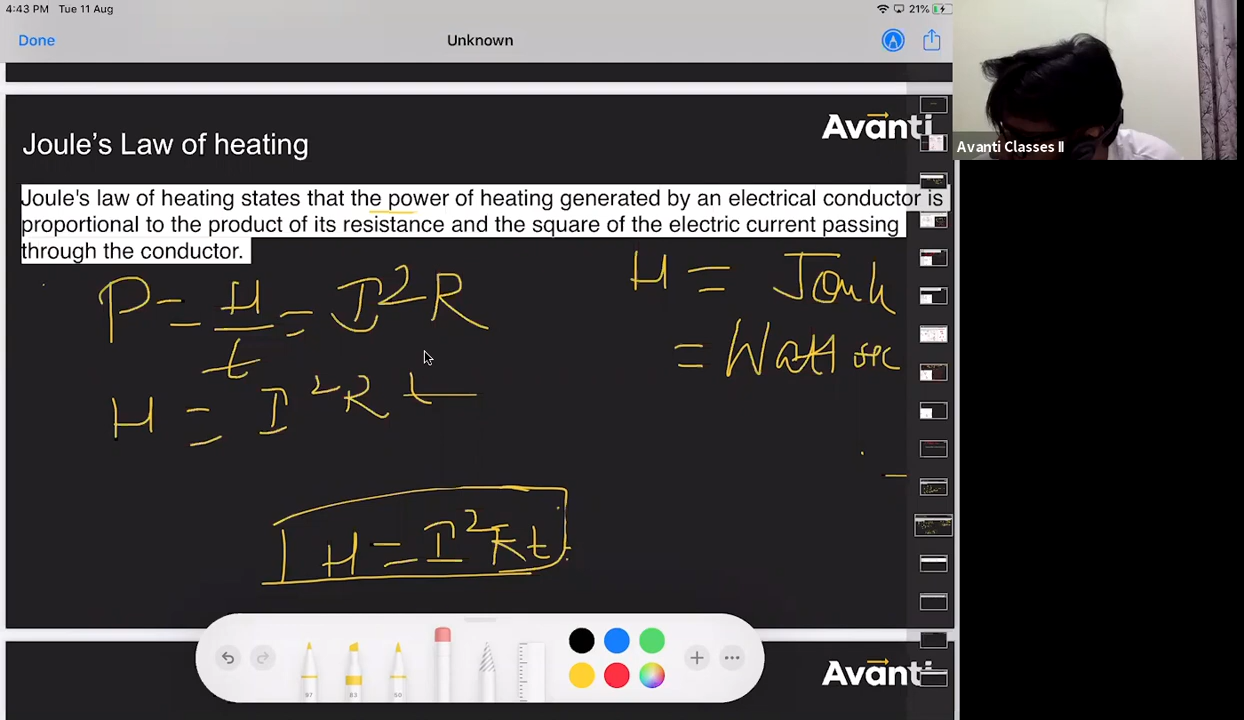 4:43 PM Tue 11 Aug
21%
Done
Unknown
Avanti Classes II
Joule's Law of heating
Avanti
Joule's law of heating states that the power of heating generated by an electrical conductor is
proportional to the product of its resistance and the square of the electric current passing
through the conductor.
P = H/t = I²R
H = I²Rt
H = Joule
= Watt sec
H = I²Rt
97
83
50
Avanti